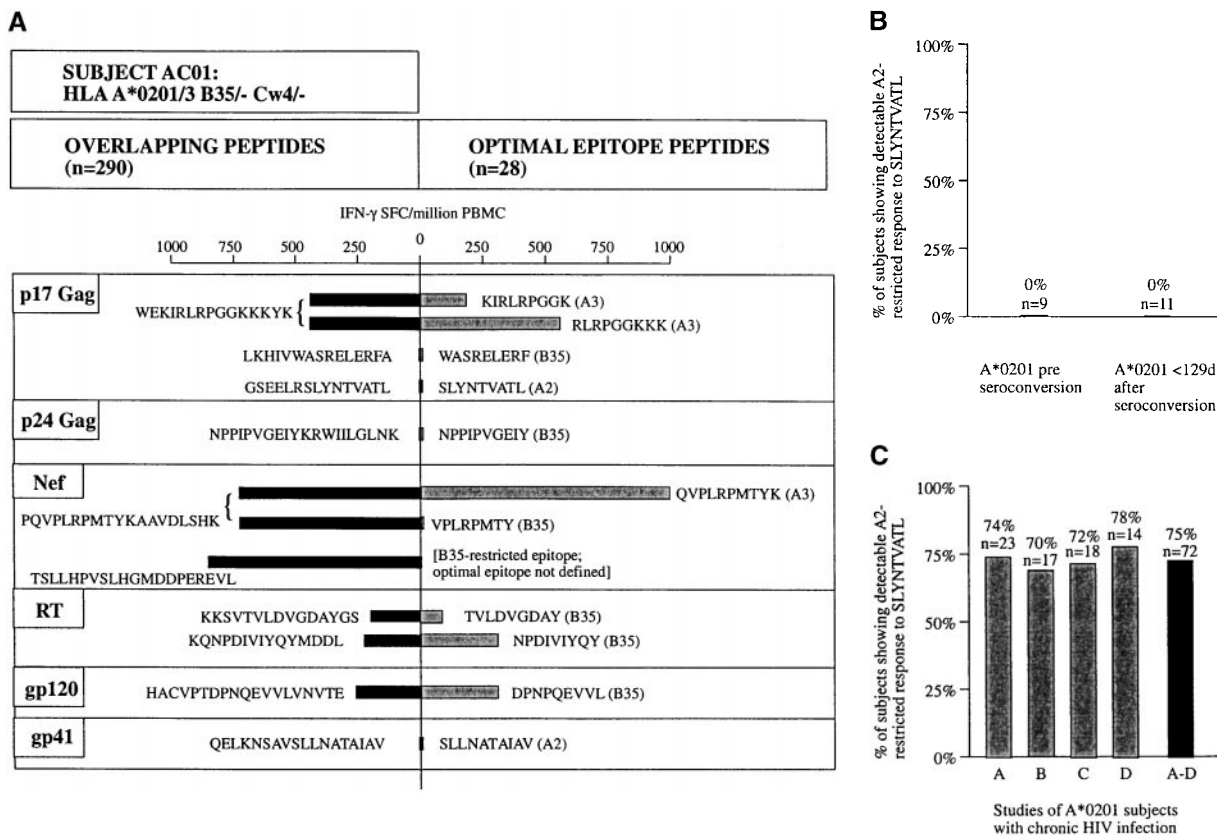 A
SUBJECT AC01:
HLA A*0201/3 B35/- Cw4/-
OVERLAPPING PEPTIDES
(n=290)
OPTIMAL EPITOPE PEPTIDES
(n=28)
IFN-γ SFC/million PBMC
1000 750 500 250 0 250 500 750 1000
p17 Gag
WEKIRLRPGGKKKYK
KIRLRPGGK (A3)
RLRPGGKKK (A3)
LKHIVWASRELERFA
WASRELERF (B35)
GSEELRSLYNTVATL
SLYNTVATL (A2)
p24 Gag
NPPIPVGEIYKRWIILGLNK
NPPIPVGEIY (B35)
Nef
QVPLRPMTYK (A3)
PQVPLRPMTYKAAVDLSHK
VPLRPMTY (B35)
[B35-restricted epitope;
optimal epitope not defined]
TSLLHPVSLHGMDDPEREVL
RT
KKSVTVLDVGDAYGS
TVLDVGDAY (B35)
KQNPDIVIYQYMDDL
NPDIVIYQY (B35)
gp120
HACVPTDPNQEVVLVNVTE
DPNPQEVVL (B35)
gp41
QELKNSAVSLLNATAIAV
SLLNATAIAV (A2)
B
% of subjects showing detectable A2-
restricted response to SLYNTVATL
100%
75%
50%
25%
0%
0%
n=9
0%
n=11
A*0201 pre
seroconversion
A*0201 <129d
after
seroconversion
C
% of subjects showing detectable A2-
restricted response to SLYNTVATL
100%
75%
50%
25%
0%
74%
n=23
70%
n=17
72%
n=18
78%
n=14
75%
n=72
A B C D A-D
Studies of A*0201 subjects
with chronic HIV infection